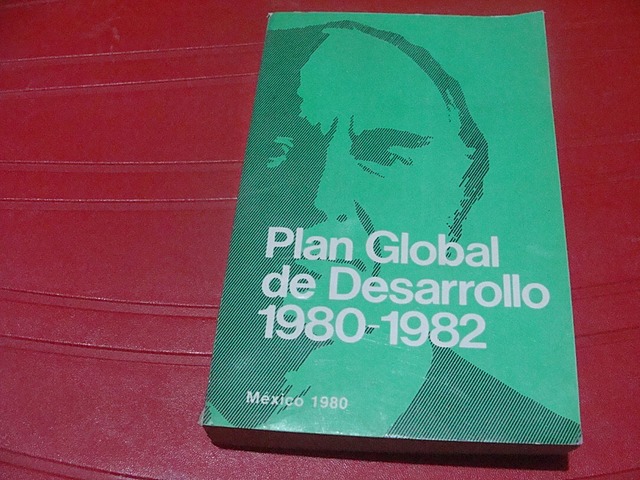 Plan Global
de Desarrollo
1980-1982
Mexico 1980